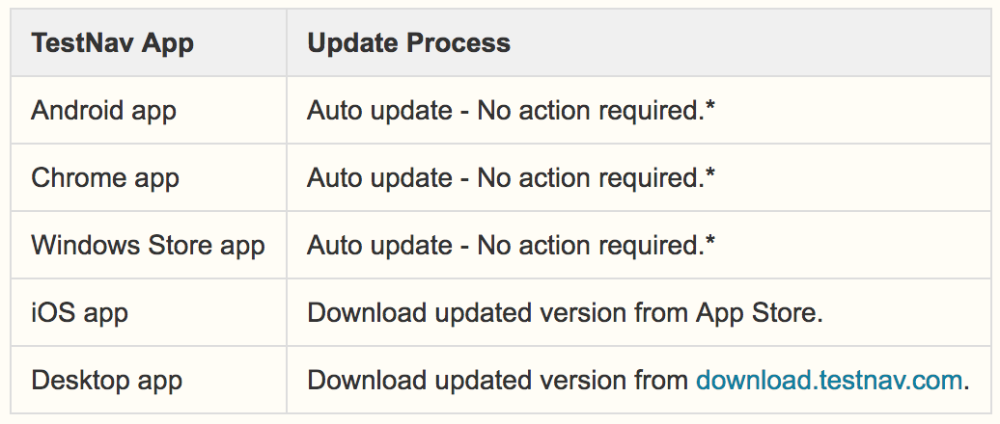 TestNav App Update Process
Android app Auto update - No action required.*
Chrome app Auto update - No action required.*
Windows Store app Auto update - No action required.*
iOS app Download updated version from App Store.
Desktop app Download updated version from download.testnav.com.